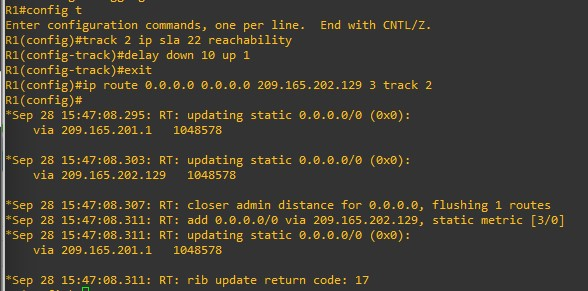 R1#config t
Enter configuration commands, one per line.  End with CNTL/Z.
R1(config)#track 2 ip sla 22 reachability
R1(config-track)#delay down 10 up 1
R1(config-track)#exit
R1(config)#ip route 0.0.0.0 0.0.0.0 209.165.202.129 3 track 2
R1(config)#
*Sep 28 15:47:08.295: RT: updating static 0.0.0.0/0 (0x0):
    via 209.165.201.1   1048578
*Sep 28 15:47:08.303: RT: updating static 0.0.0.0/0 (0x0):
    via 209.165.202.129   1048578
*Sep 28 15:47:08.307: RT: closer admin distance for 0.0.0.0, flushing 1 routes
*Sep 28 15:47:08.311: RT: add 0.0.0.0/0 via 209.165.202.129, static metric [3/0]
*Sep 28 15:47:08.311: RT: updating static 0.0.0.0/0 (0x0):
    via 209.165.201.1   1048578
*Sep 28 15:47:08.311: RT: rib update return code: 17